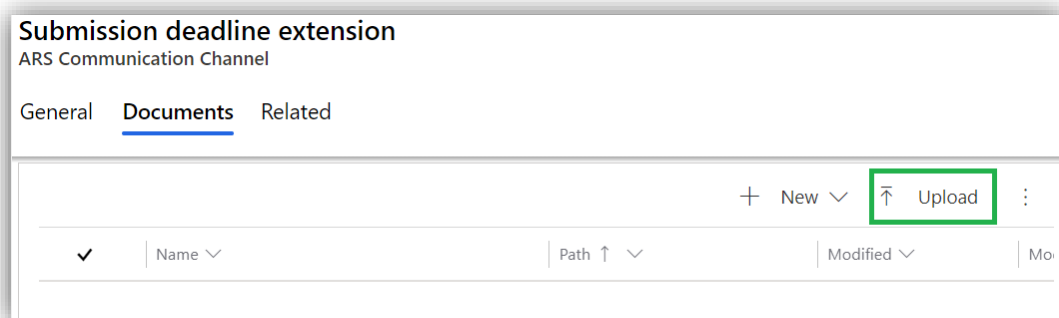 Submission deadline extension
ARS Communication Channel
General Documents Related
New Upload
Name Path Modified